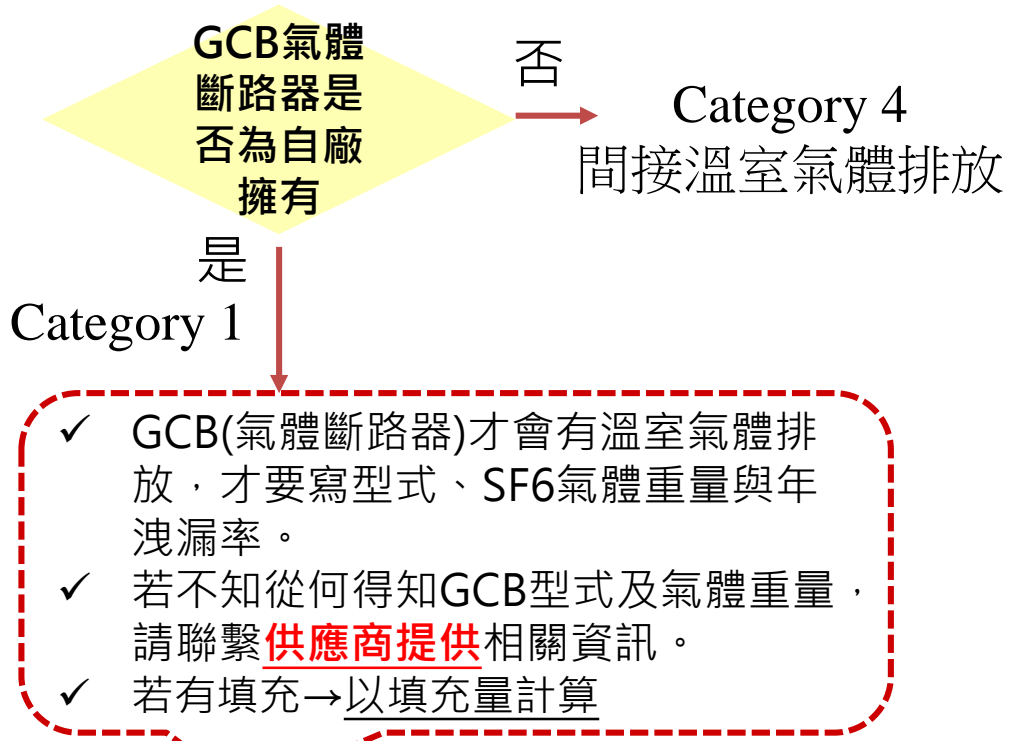 GCB氣體
斷路器是
否為自廠
擁有
否
Category 4
間接溫室氣體排放
是
Category 1
✓ GCB(氣體斷路器)才會有溫室氣體排
放，才要寫型式、SF6氣體重量與年
洩漏率。
✓ 若不知從何得知GCB型式及氣體重量，
請聯繫供應商提供相關資訊。
✓ 若有填充→以填充量計算